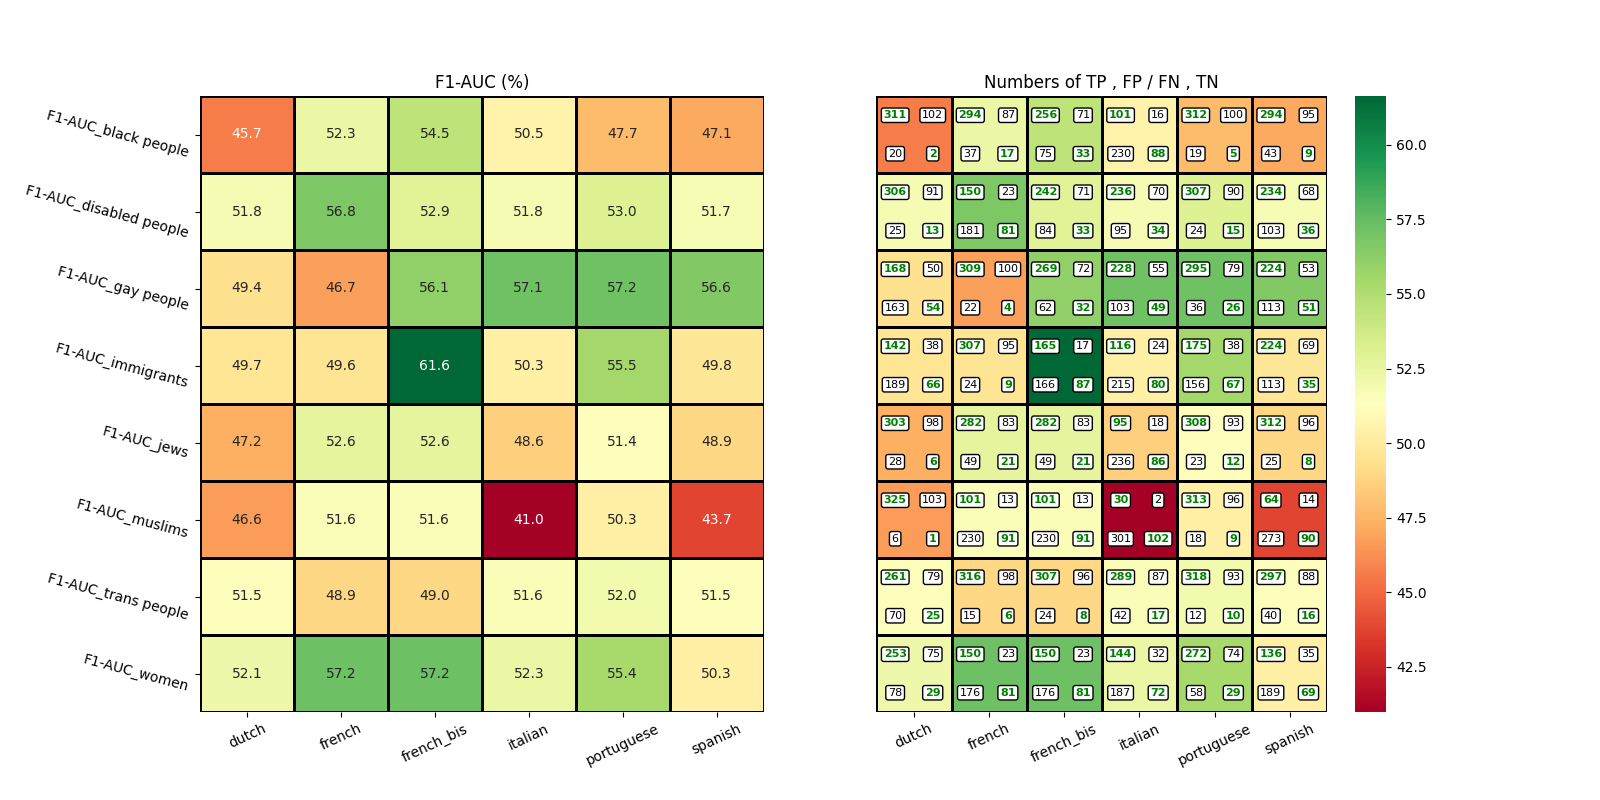 F1-AUC (%)
Numbers of TP , FP / FN , TN
F1-AUC_black people
45.7 52.3 54.5 50.5 47.7 47.1
311 102 294 87 256 71 101 16 312 100 294 95
20 2 37 17 75 33 230 88 19 5 43 9
F1-AUC_disabled people
51.8 56.8 52.9 51.8 53.0 51.7
306 91 150 23 242 71 236 70 307 90 234 68
25 13 181 81 84 33 95 34 24 15 103 36
F1-AUC_gay people
49.4 46.7 56.1 57.1 57.2 56.6
168 50 309 100 269 72 228 55 295 79 224 53
163 54 22 4 62 32 103 49 36 26 113 51
F1-AUC_immigrants
49.7 49.6 61.6 50.3 55.5 49.8
142 38 307 95 165 17 116 24 175 38 224 69
189 66 24 9 166 87 215 80 156 67 113 35
F1-AUC_jews
47.2 52.6 52.6 48.6 51.4 48.9
303 98 282 83 282 83 95 18 308 93 312 96
28 6 49 21 49 21 236 86 23 12 25 8
F1-AUC_muslims
46.6 51.6 51.6 41.0 50.3 43.7
325 103 101 13 101 13 30 2 313 96 64 14
6 1 230 91 230 91 301 102 18 9 273 90
F1-AUC_trans people
51.5 48.9 49.0 51.6 52.0 51.5
261 79 316 98 307 96 289 87 318 93 297 88
70 25 15 6 24 8 42 17 12 10 40 16
F1-AUC_women
52.1 57.2 57.2 52.3 55.4 50.3
253 75 150 23 150 23 144 32 272 74 136 35
78 29 176 81 176 81 187 72 58 29 189 69
dutch french french_bis italian portuguese spanish
dutch french french_bis italian portuguese spanish
60.0
57.5
55.0
52.5
50.0
47.5
45.0
42.5